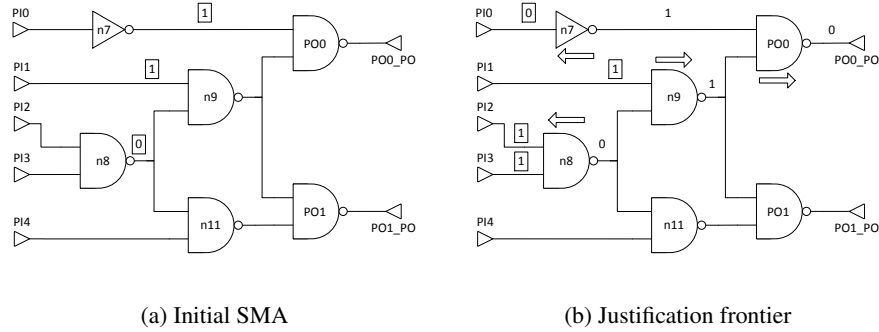 PI0
n7
1
PO0
PO0_PO
PI1
1
n9
PI2
0
PI3
n8
PI4
n11
PO1
PO1_PO
(a) Initial SMA
PI0
0
n7
1
PO0
0
PO0_PO
PI1
1
n9
1
PI2
1
0
PI3
1
n8
PI4
n11
PO1
PO1_PO
(b) Justification frontier